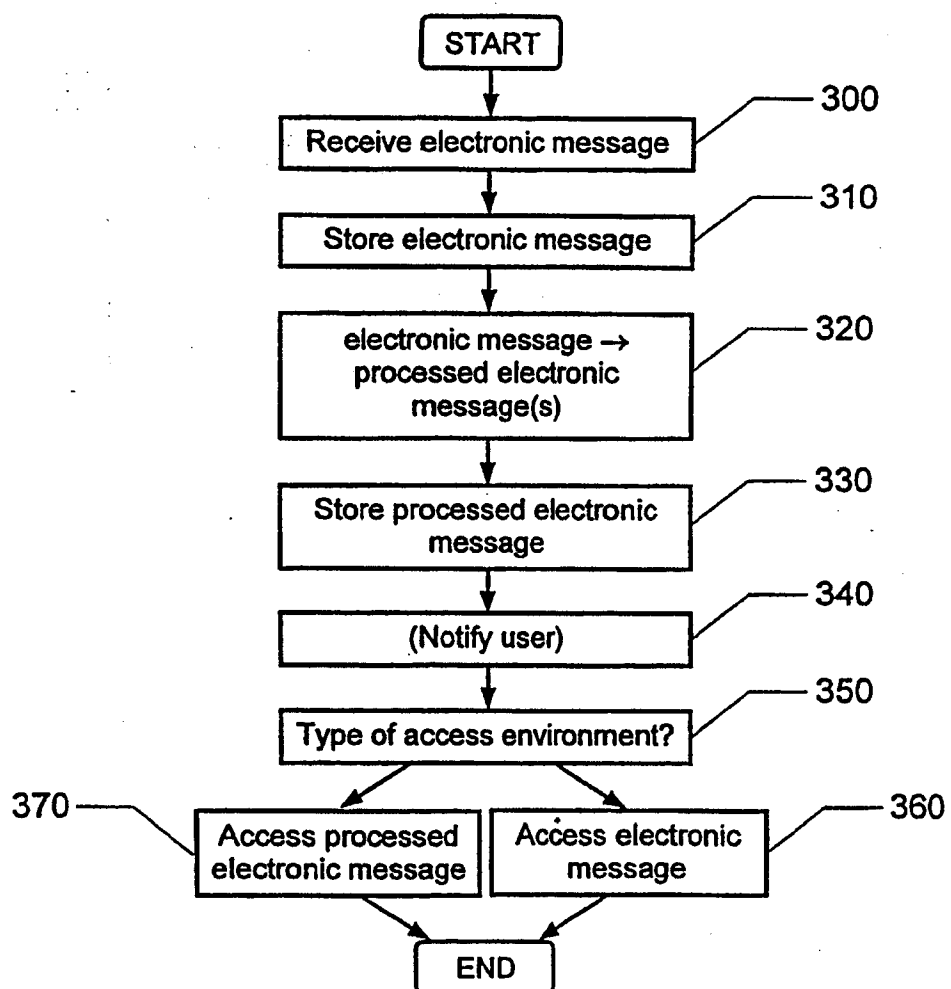 START
300
Receive electronic message
310
Store electronic message
320
electronic message →
processed electronic
message(s)
330
Store processed electronic
message
340
(Notify user)
350
Type of access environment?
370
Access processed
electronic message
360
Access electronic
message
END